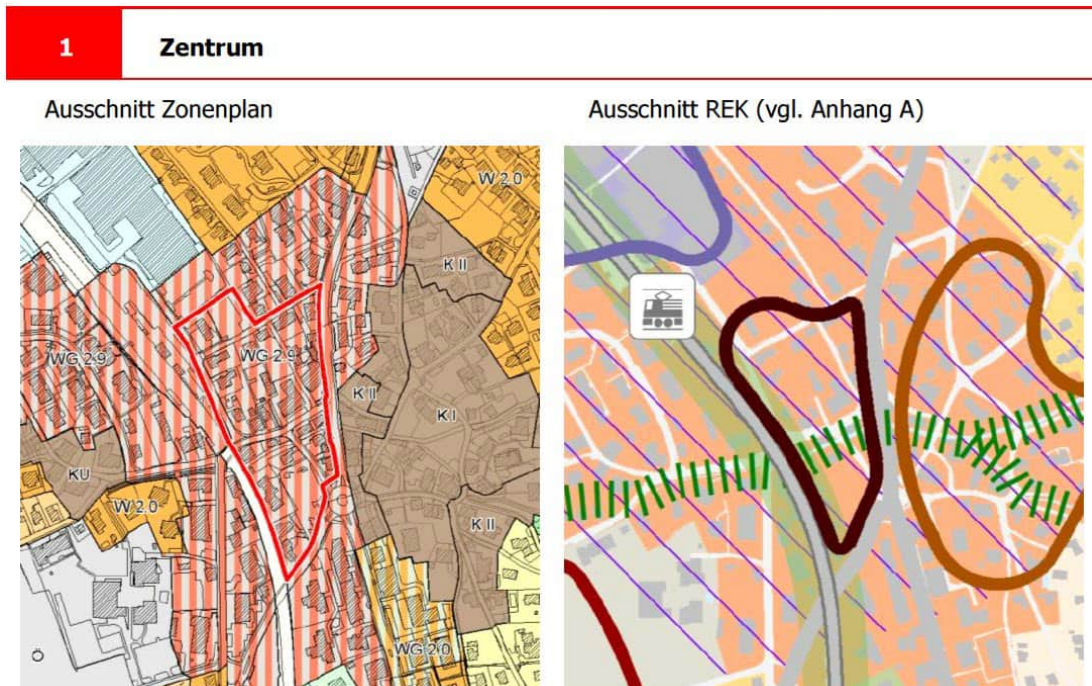 1 Zentrum
Ausschnitt Zonenplan
Ausschnitt REK (vgl. Anhang A)
W 2.0
K II
WG 2.9
WG 2.9
K II
K I
KU
W 2.0
K II
WG 2.0